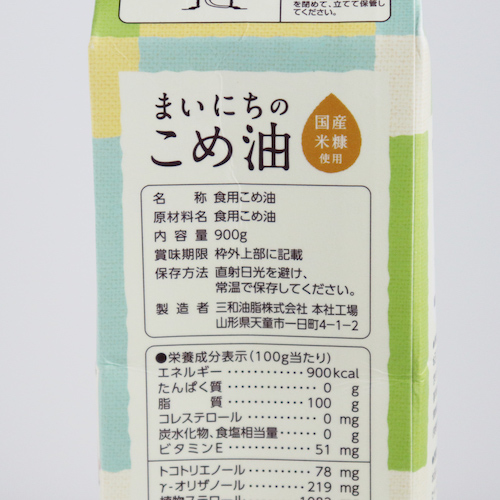 を閉めて、立てて保管し
てください。
まいにちの
こめ油
国産
米糠
使用
名 称 食用こめ油
原材料名 食用こめ油
内 容 量 900g
賞味期限 枠外上部に記載
保存方法 直射日光を避け、
常温で保存してください。
製 造 者 三和油脂株式会社 本社工場
山形県天童市一日町4-1-2
●栄養成分表示(100g当たり)
エネルギー・・・・・・・・・・・900kcal
たんぱく質・・・・・・・・・・・0 g
脂 質・・・・・・・・・・・100 g
コレステロール・・・・・・・・0 mg
炭水化物、食塩相当量・・・・0 g
ビタミンE・・・・・・・・・・・51 mg
トコトリエノール・・・・・・・78 mg
γ-オリザノール・・・・・・・219 mg